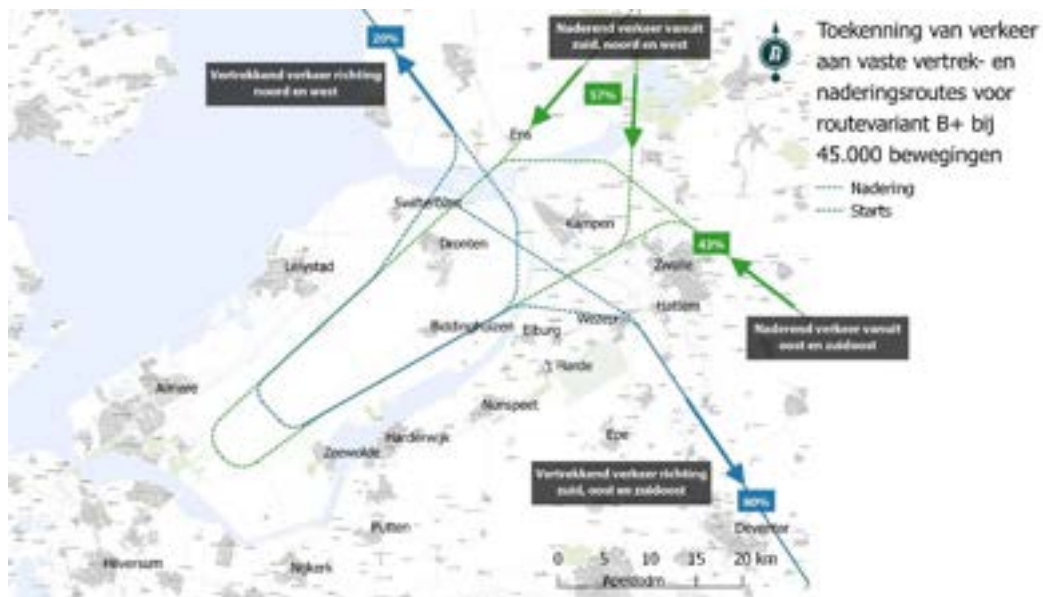 Toekenning van verkeer
aan vaste vertrek- en
naderingsroutes voor
routevariant B+ bij
45.000 bewegingen
Nadering
Starts
20%
Naderend verkeer vanuit
zuid, noord en west
Vertrekkend verkeer richting
noord en west
57%
Ens
Swifterbant
Kampen
Dronten
43%
Lelystad
Zwolle
Hattem
Wezep
Biddinghuizen
Elburg
Naderend verkeer vanuit
oost en zuidoost
't Harde
Almere
Nunspeet
Harderwijk
Epe
Zeewolde
Vertrekkend verkeer richting
zuid, oost en zuidoost
80%
Putten
Deventer
0 5 10 15 20 km
Hilversum
Nijkerk
Apeldoorn